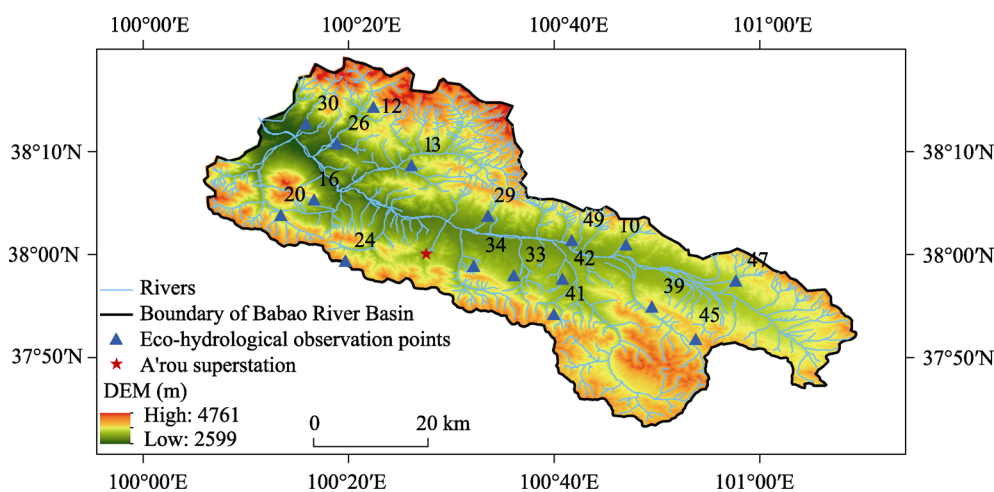 100°00′E 100°20′E 100°40′E 101°00′E
30
12
26
13
38°10′N 38°10′N
16
20
29
49
10
24
34
33
42
47
38°00′N 38°00′N
39
41
45
Rivers
Boundary of Babao River Basin
Eco-hydrological observation points
A'rou superstation
37°50′N 37°50′N
DEM (m)
High: 4761
Low: 2599
0 20 km
100°00′E 100°20′E 100°40′E 101°00′E